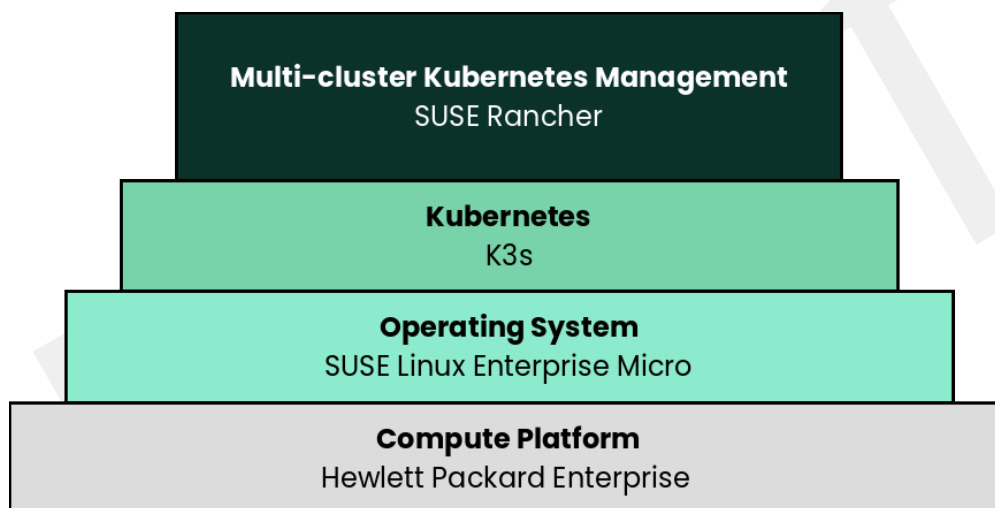 Multi-cluster Kubernetes Management
SUSE Rancher
Kubernetes
K3s
Operating System
SUSE Linux Enterprise Micro
Compute Platform
Hewlett Packard Enterprise